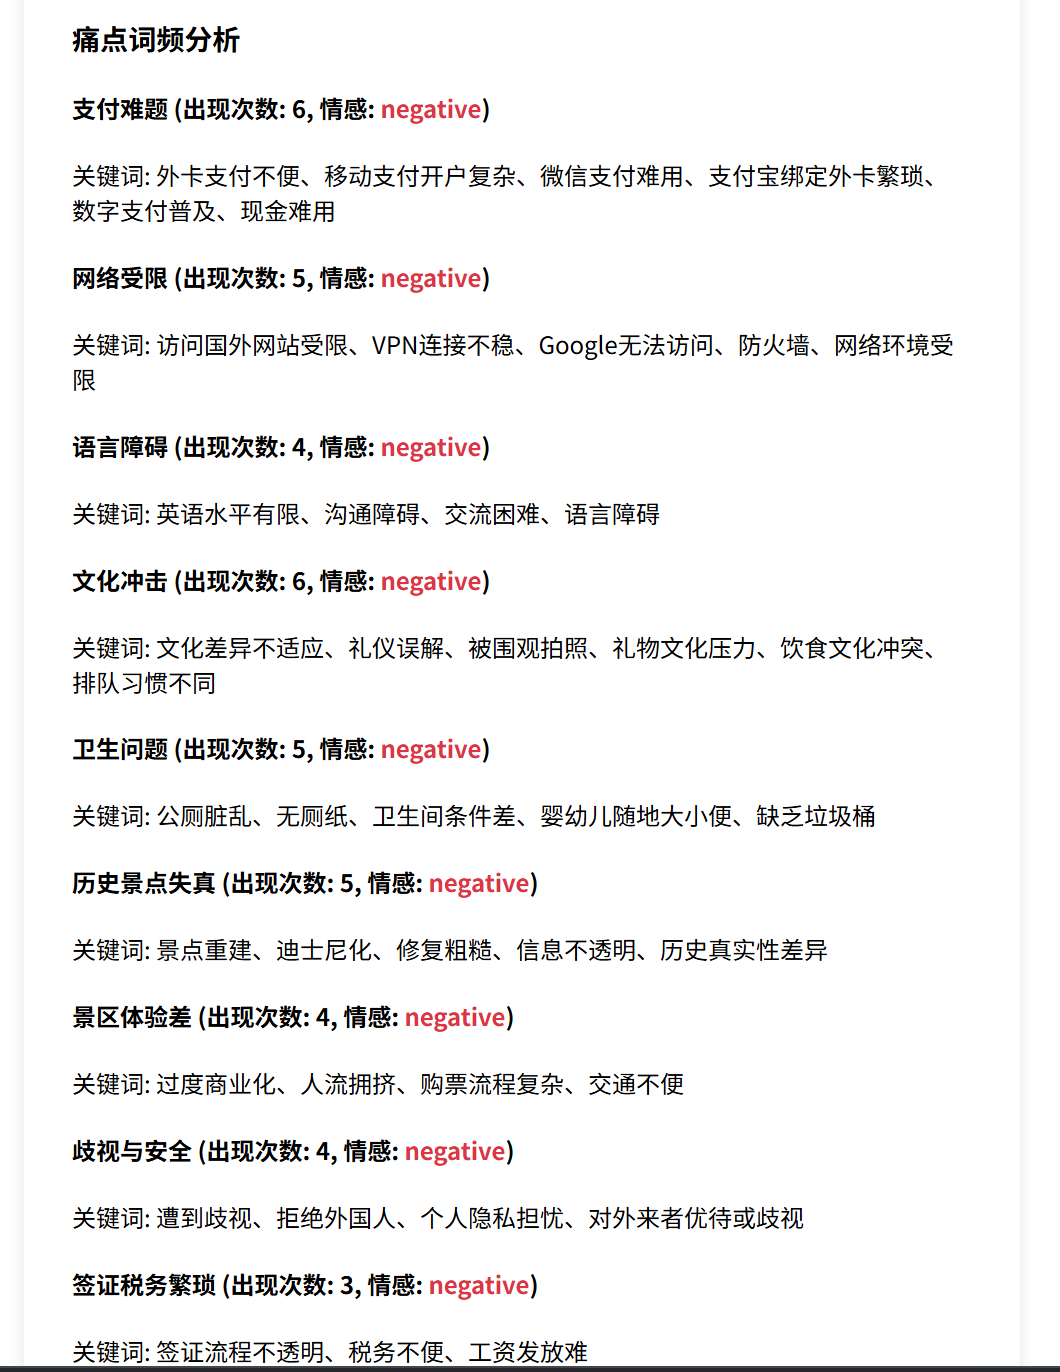 痛点词频分析
支付难题 (出现次数: 6, 情感: negative)
关键词: 外卡支付不便、移动支付开户复杂、微信支付难用、支付宝绑定外卡繁琐、
数字支付普及、现金难用
网络受限 (出现次数: 5, 情感: negative)
关键词: 访问国外网站受限、VPN连接不稳、Google无法访问、防火墙、网络环境受
限
语言障碍 (出现次数: 4, 情感: negative)
关键词: 英语水平有限、沟通障碍、交流困难、语言障碍
文化冲击 (出现次数: 6, 情感: negative)
关键词: 文化差异不适应、礼仪误解、被围观拍照、礼物文化压力、饮食文化冲突、
排队习惯不同
卫生问题 (出现次数: 5, 情感: negative)
关键词: 公厕脏乱、无厕纸、卫生间条件差、婴幼儿随地大小便、缺乏垃圾桶
历史景点失真 (出现次数: 5, 情感: negative)
关键词: 景点重建、迪士尼化、修复粗糙、信息不透明、历史真实性差异
景区体验差 (出现次数: 4, 情感: negative)
关键词: 过度商业化、人流拥挤、购票流程复杂、交通不便
歧视与安全 (出现次数: 4, 情感: negative)
关键词: 遭到歧视、拒绝外国人、个人隐私担忧、对外来者优待或歧视
签证税务繁琐 (出现次数: 3, 情感: negative)
关键词: 签证流程不透明、税务不便、工资发放难